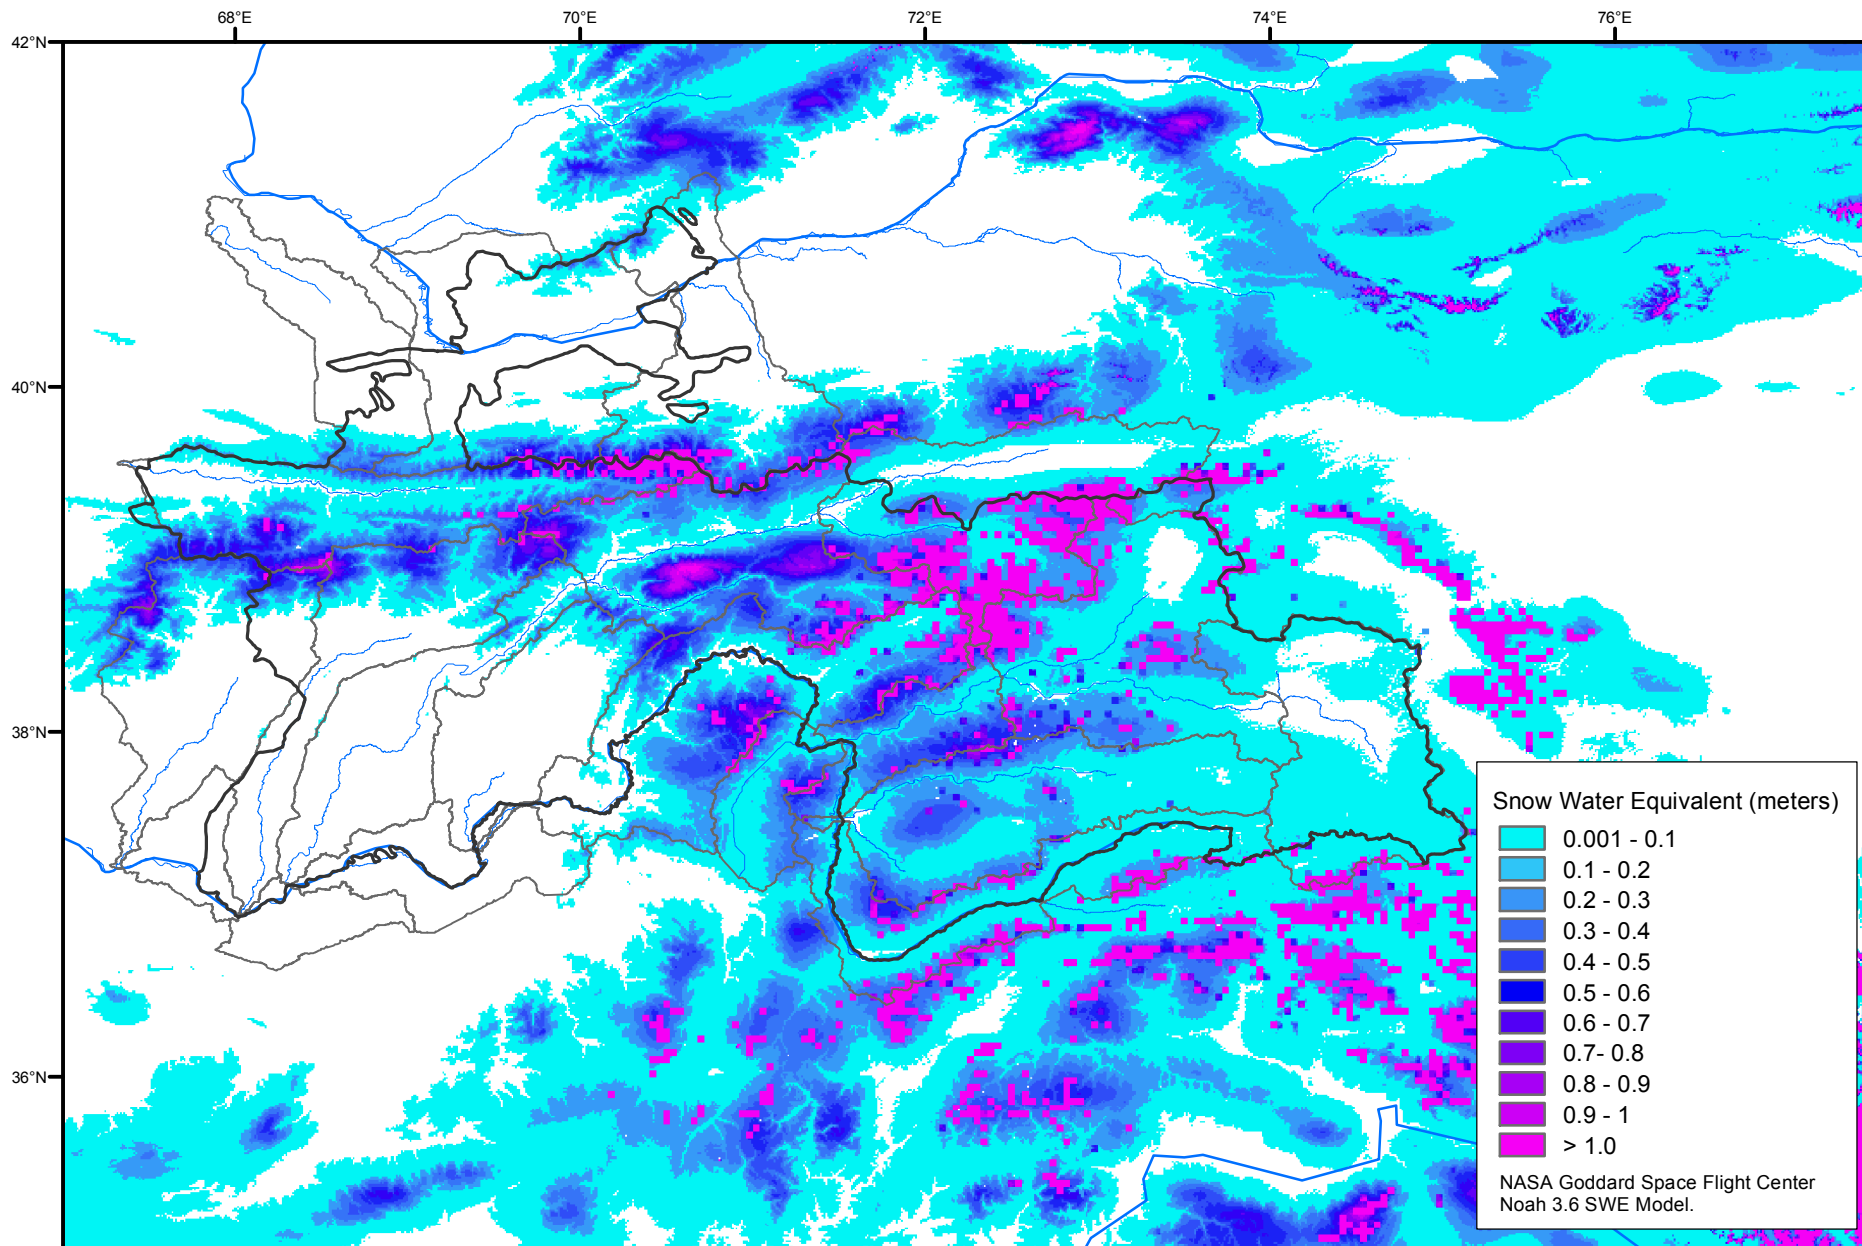 68°E
70°E
72°E
74°E
76°E
42°N
40°N
38°N
36°N
Snow Water Equivalent (meters)
0.001 - 0.1
0.1 - 0.2
0.2 - 0.3
0.3 - 0.4
0.4 - 0.5
0.5 - 0.6
0.6 - 0.7
0.7- 0.8
0.8 - 0.9
0.9 - 1
> 1.0
NASA Goddard Space Flight Center
Noah 3.6 SWE Model.